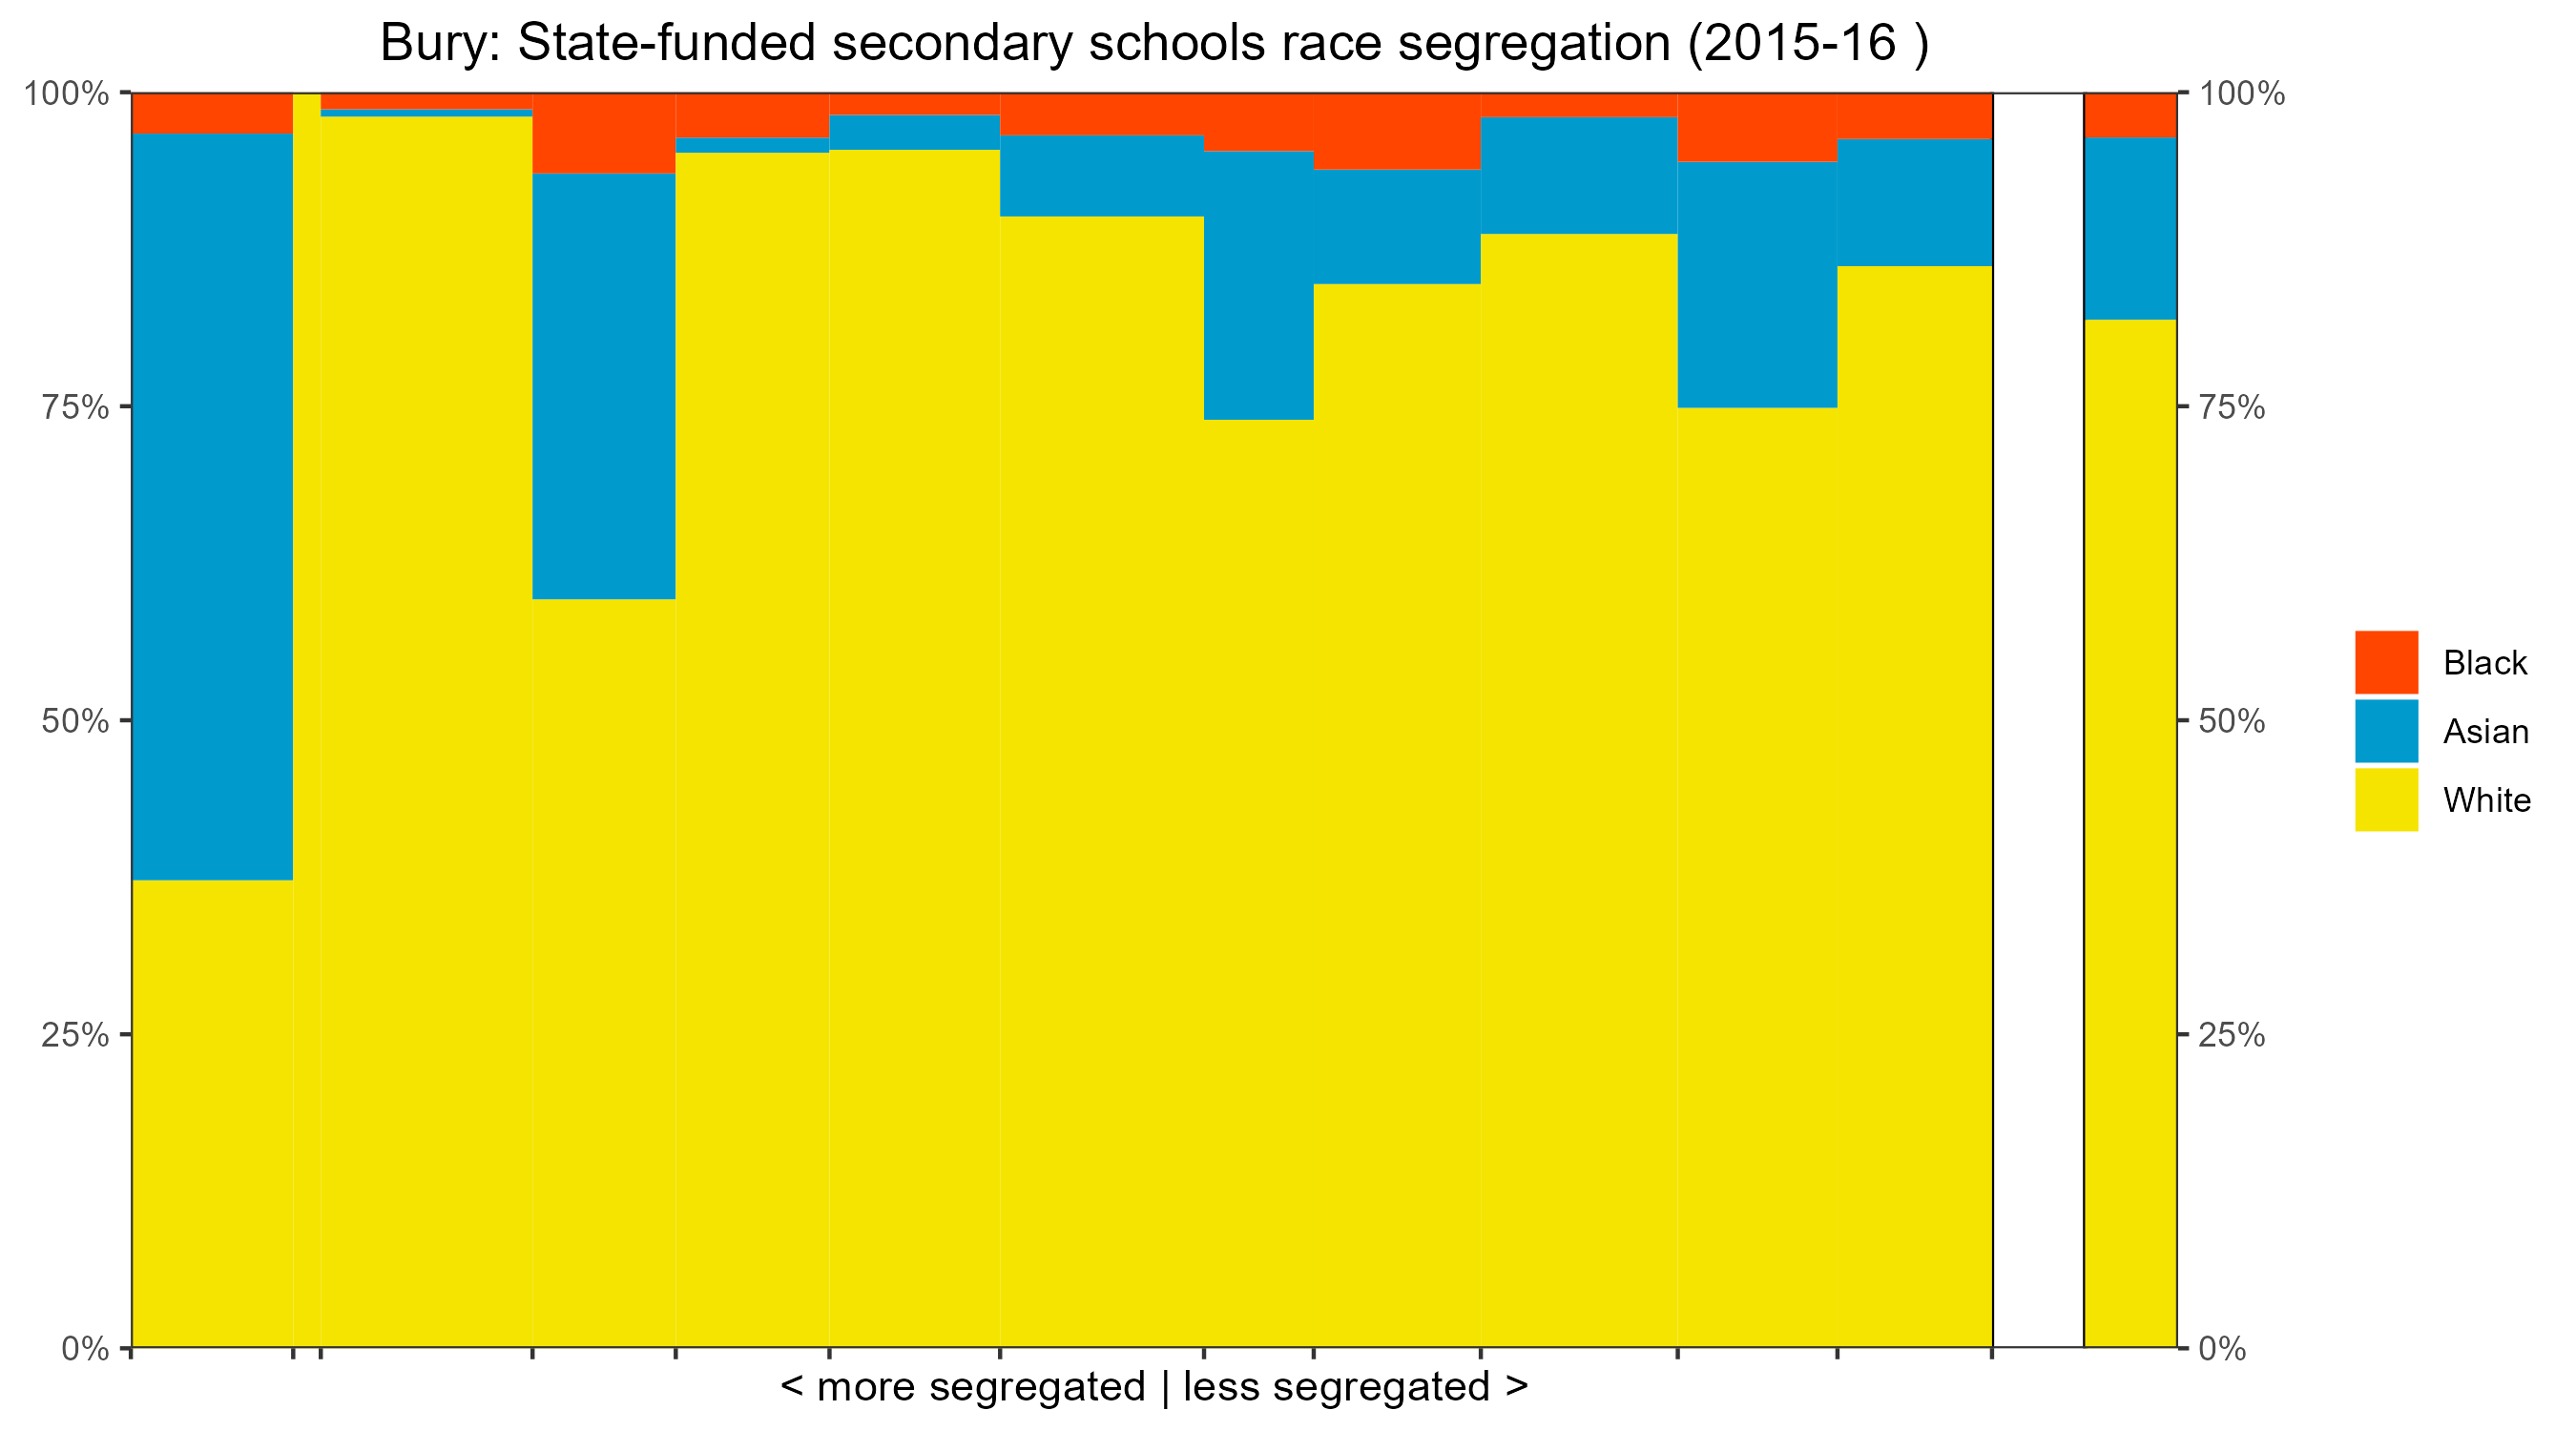 Bury: State-funded secondary schools race segregation (2015-16 )
100%
75%
50%
25%
0%
100%
75%
50%
25%
0%
Black
Asian
White
< more segregated | less segregated >